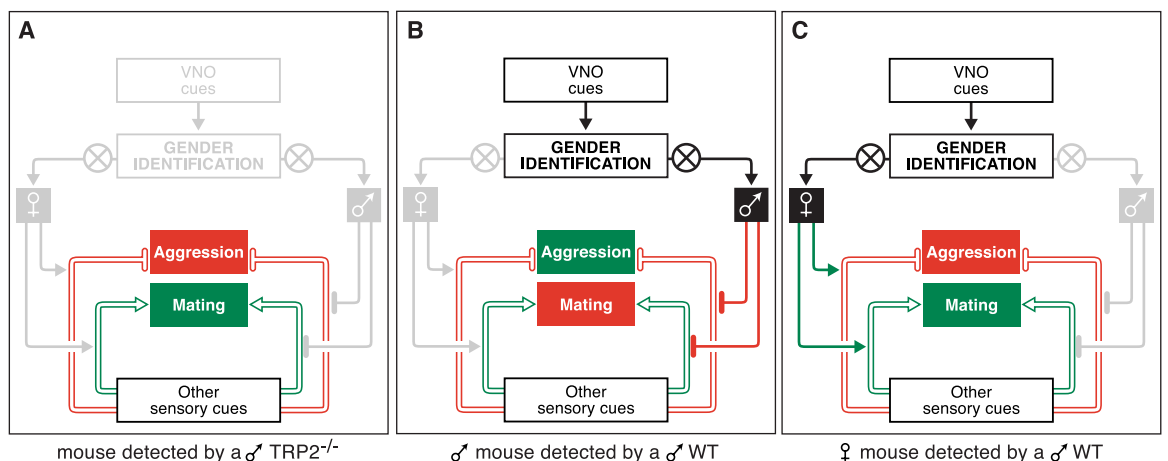 A
VNO
cues
GENDER
IDENTIFICATION
♀
♂
Aggression
Mating
Other
sensory cues
mouse detected by a ♂ TRP2-/-
B
VNO
cues
GENDER
IDENTIFICATION
♀
♂
Aggression
Mating
Other
sensory cues
♂ mouse detected by a ♂ WT
C
VNO
cues
GENDER
IDENTIFICATION
♀
♂
Aggression
Mating
Other
sensory cues
♀ mouse detected by a ♂ WT